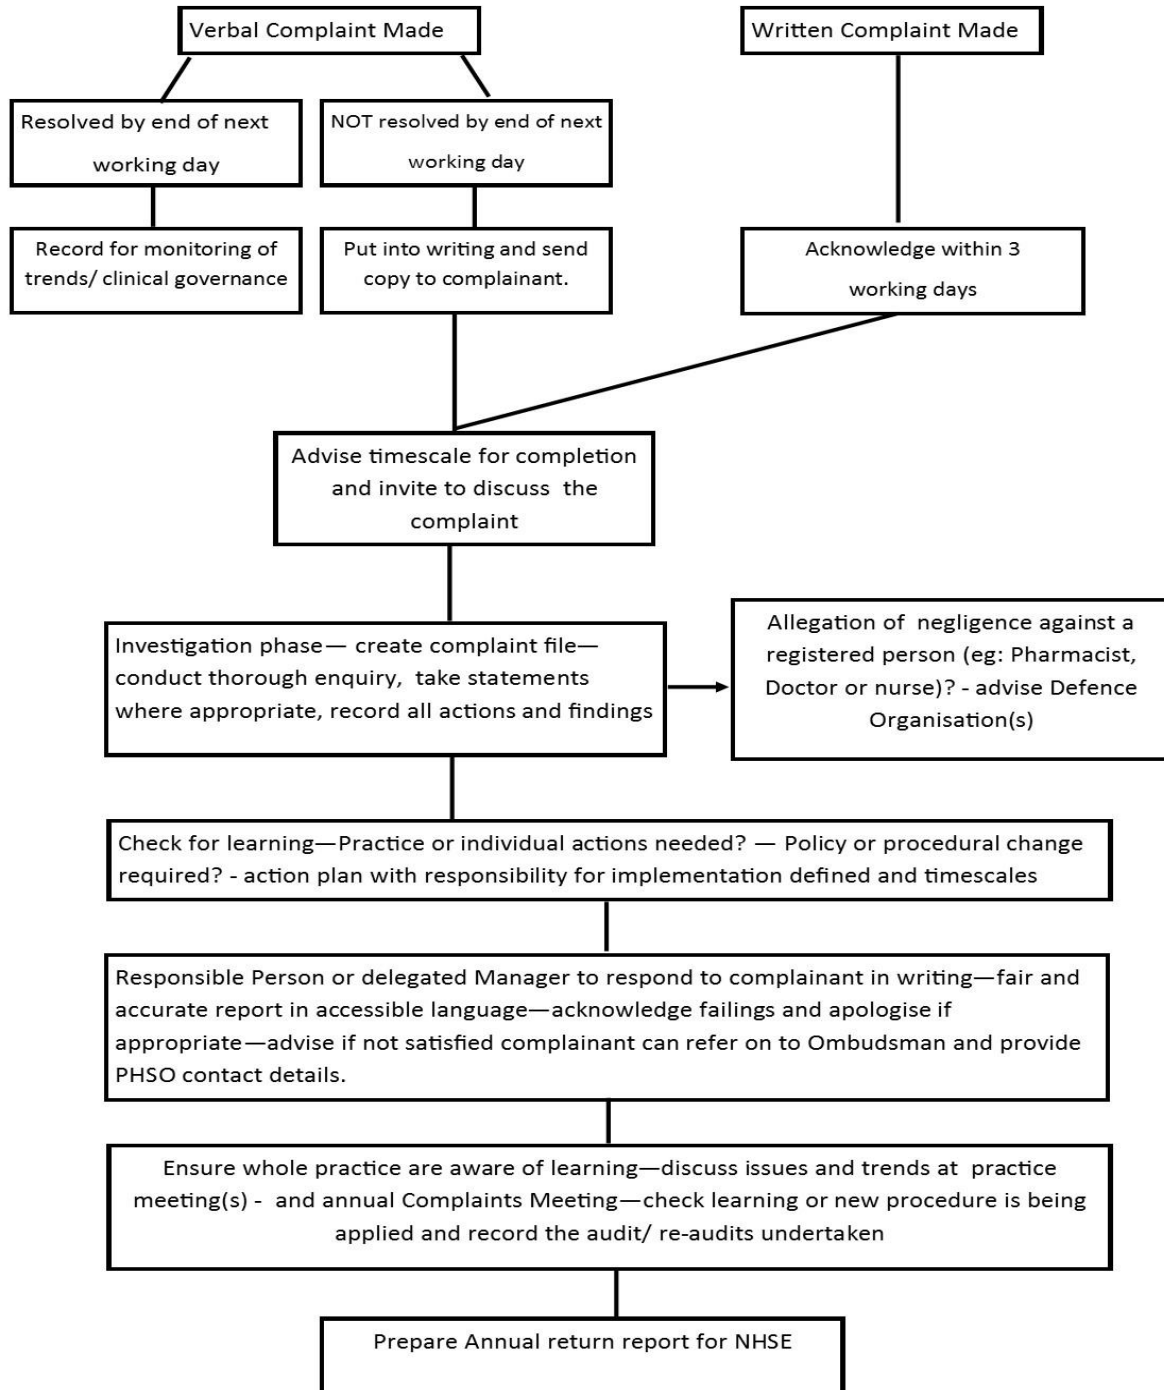 Verbal Complaint Made
Written Complaint Made
Resolved by end of next
working day
NOT resolved by end of next
working day
Record for monitoring of
trends/ clinical governance
Put into writing and send
copy to complainant.
Acknowledge within 3
working days
Advise timescale for completion
and invite to discuss the
complaint
Investigation phase— create complaint file—
conduct thorough enquiry, take statements
where appropriate, record all actions and findings
Allegation of negligence against a
registered person (eg: Pharmacist,
Doctor or nurse)? - advise Defence
Organisation(s)
Check for learning—Practice or individual actions needed? — Policy or procedural change
required? - action plan with responsibility for implementation defined and timescales
Responsible Person or delegated Manager to respond to complainant in writing—fair and
accurate report in accessible language—acknowledge failings and apologise if
appropriate—advise if not satisfied complainant can refer on to Ombudsman and provide
PHSO contact details.
Ensure whole practice are aware of learning—discuss issues and trends at practice
meeting(s) - and annual Complaints Meeting—check learning or new procedure is being
applied and record the audit/ re-audits undertaken
Prepare Annual return report for NHSE